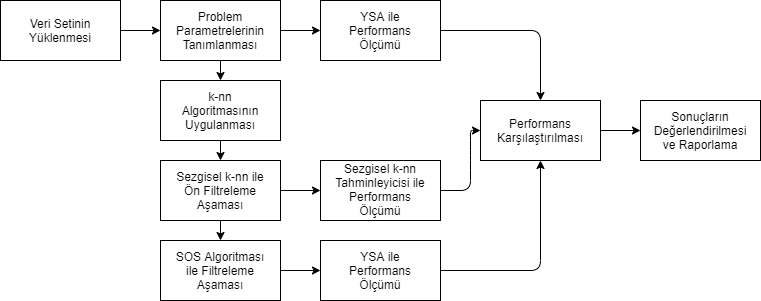 Veri Setinin
Yüklenmesi
Problem
Parametrelerinin
Tanımlanması
YSA ile
Performans
Ölçümü
k-nn
Algoritmasının
Uygulanması
Performans
Karşılaştırılması
Sonuçların
Değerlendirilmesi
ve Raporlama
Sezgisel k-nn ile
Ön Filtreleme
Aşaması
Sezgisel k-nn
Tahminleyicisi ile
Performans
Ölçümü
SOS Algoritması
ile Filtreleme
Aşaması
YSA ile
Performans
Ölçümü